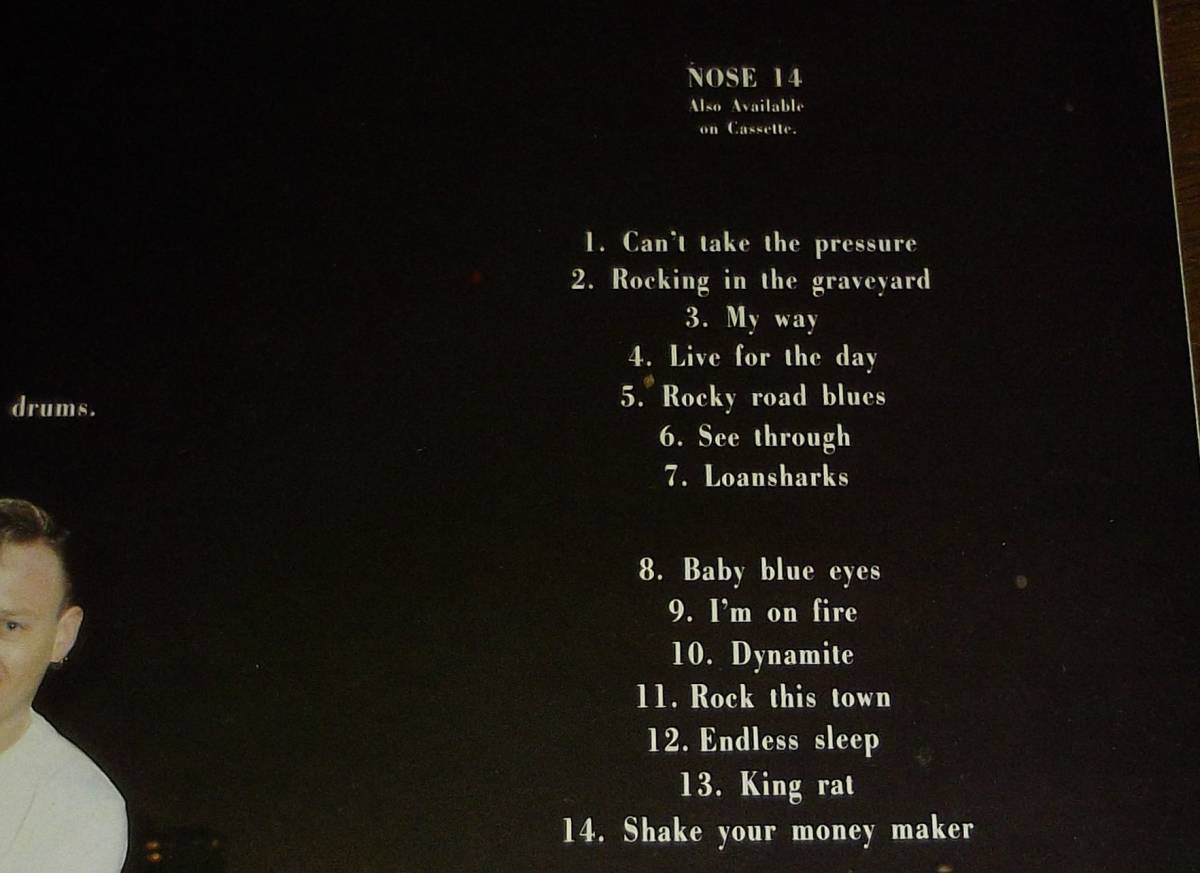 NOSE 14
Also Available
on Cassette.
1. Can't take the pressure
2. Rocking in the graveyard
3. My way
4. Live for the day
5. Rocky road blues
6. See through
7. Loansharks
drums.
8. Baby blue eyes
9. I'm on fire
10. Dynamite
11. Rock this town
12. Endless sleep
13. King rat
14. Shake your money maker